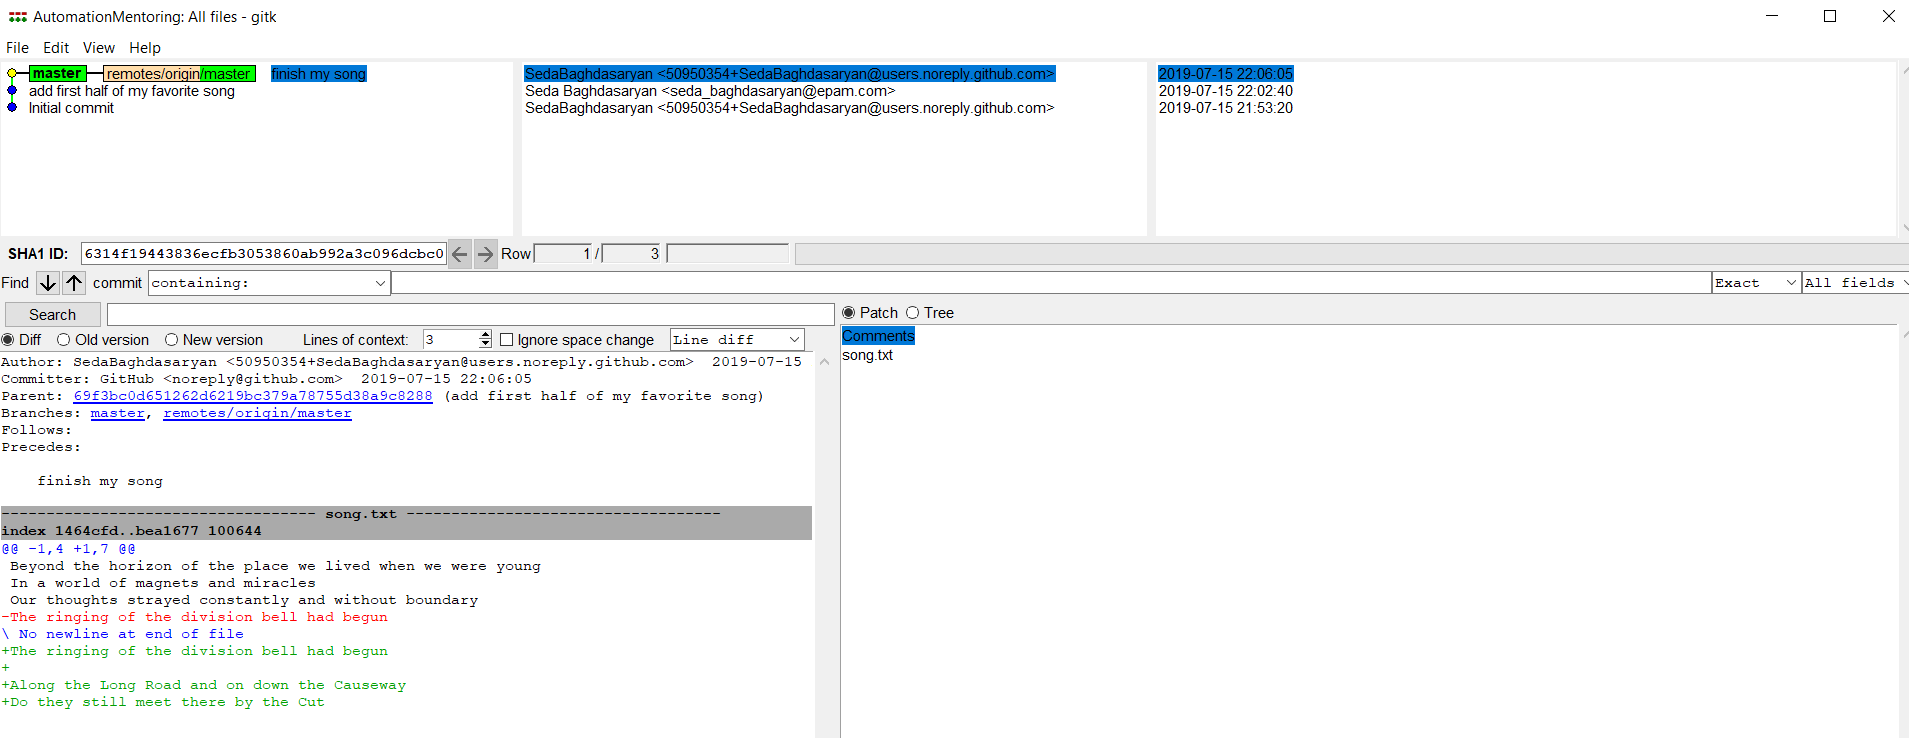 AutomationMentoring: All files - gitk
File Edit View Help
master remotes/origin/master finish my song SedaBaghdasaryan <50950354+SedaBaghdasaryan@users.noreply.github.com> 2019-07-15 22:06:05
add first half of my favorite song Seda Baghdasaryan <seda_baghdasaryan@epam.com> 2019-07-15 22:02:40
Initial commit SedaBaghdasaryan <50950354+SedaBaghdasaryan@users.noreply.github.com> 2019-07-15 21:53:20
SHA1 ID: 6314f19443836ecfb3053860ab992a3c096dcbc0 Row 1 / 3
Find commit containing: Exact All fields
Search
Patch Tree
Diff Old version New version Lines of context: 3 Ignore space change Line diff
Comments
song.txt
Author: SedaBaghdasaryan <50950354+SedaBaghdasaryan@users.noreply.github.com> 2019-07-15
Committer: GitHub <noreply@github.com> 2019-07-15 22:06:05
Parent: 69f3bc0d651262d6219bc379a78755d38a9c8288 (add first half of my favorite song)
Branches: master, remotes/origin/master
Follows:
Precedes:
finish my song
----------------------------------- song.txt -----------------------------------
index 1464cfd..bea1677 100644
@@ -1,4 +1,7 @@
Beyond the horizon of the place we lived when we were young
In a world of magnets and miracles
Our thoughts strayed constantly and without boundary
-The ringing of the division bell had begun
\ No newline at end of file
+The ringing of the division bell had begun
+
+Along the Long Road and on down the Causeway
+Do they still meet there by the Cut